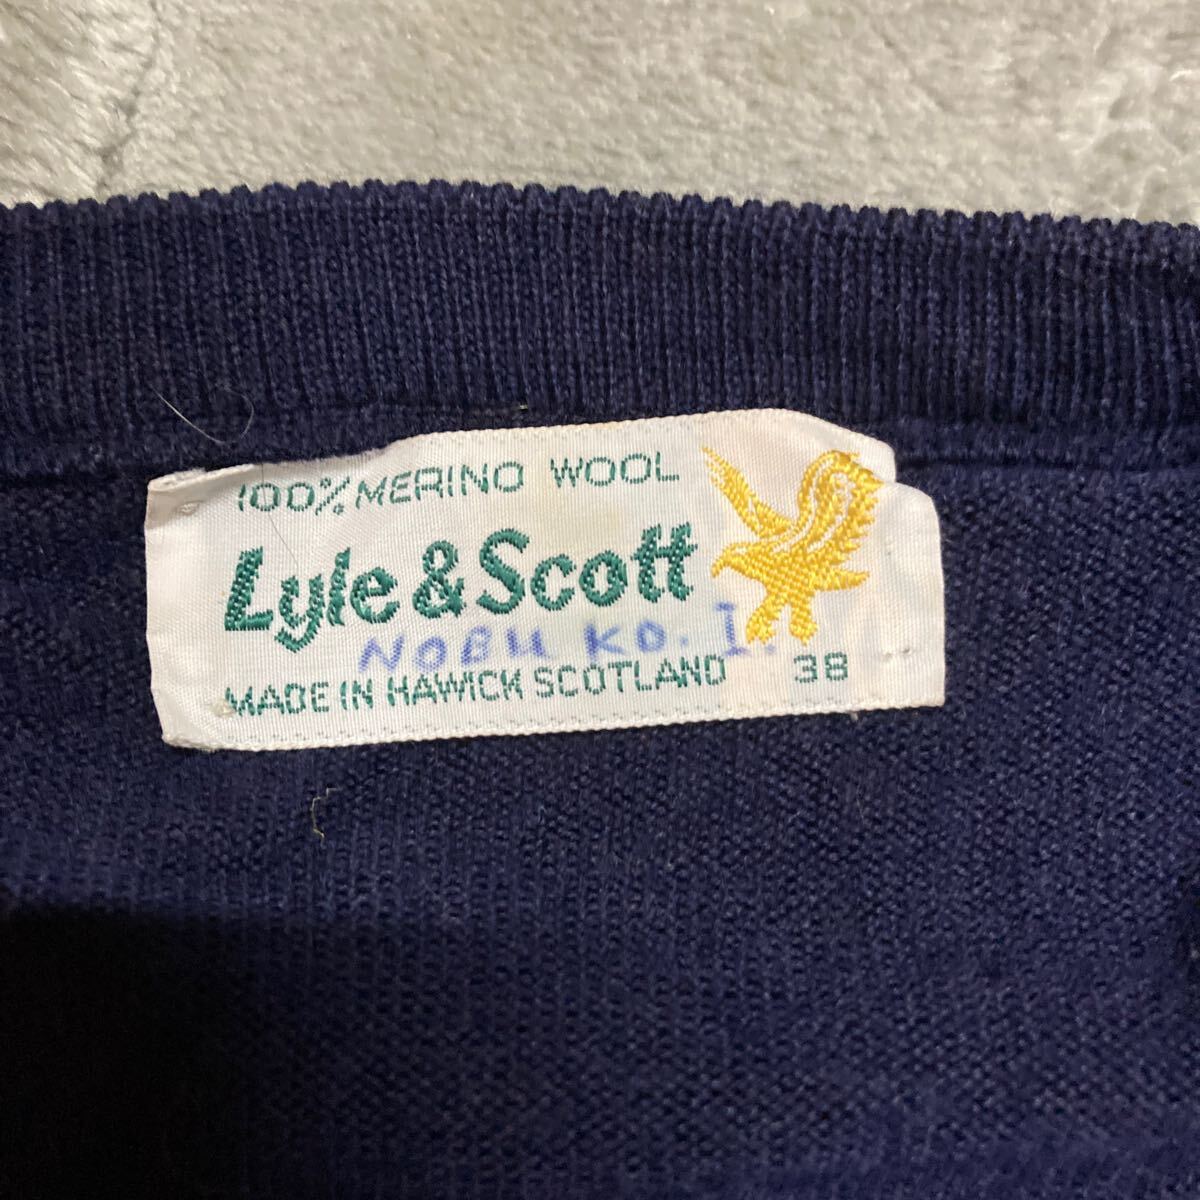 100% MERINO WOOL
Lyle & Scott
NOBU KO. I.
MADE IN HAWICK SCOTLAND 38